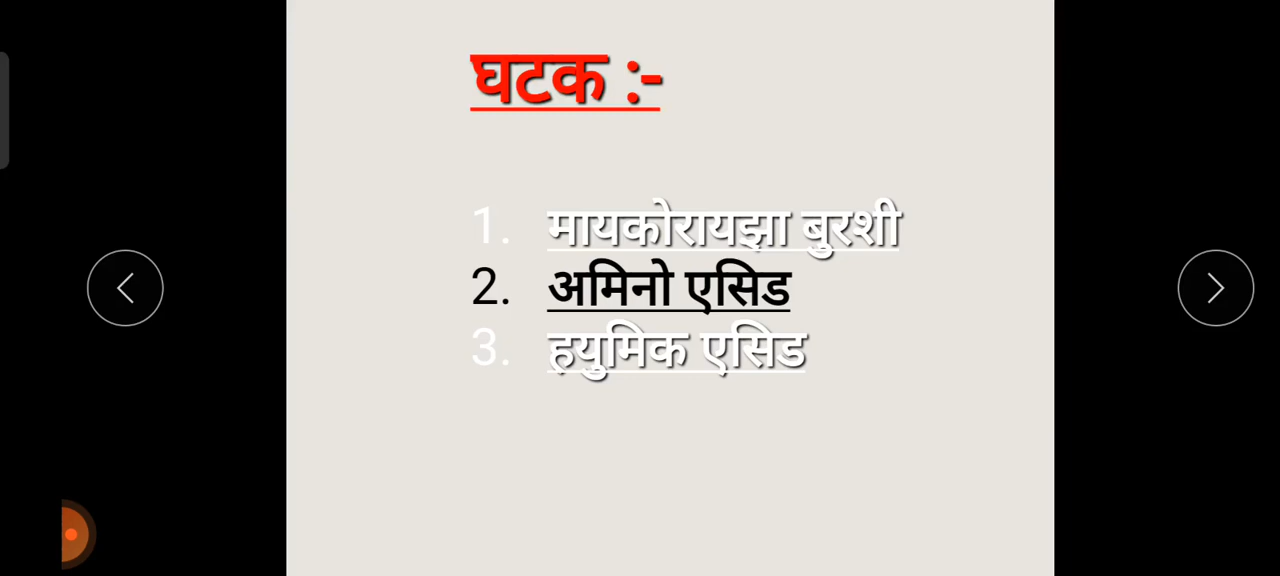 घटक :-
1. मायकोरायझा बुरशी
2. अमिनो एसिड
3. हयुमिक एसिड